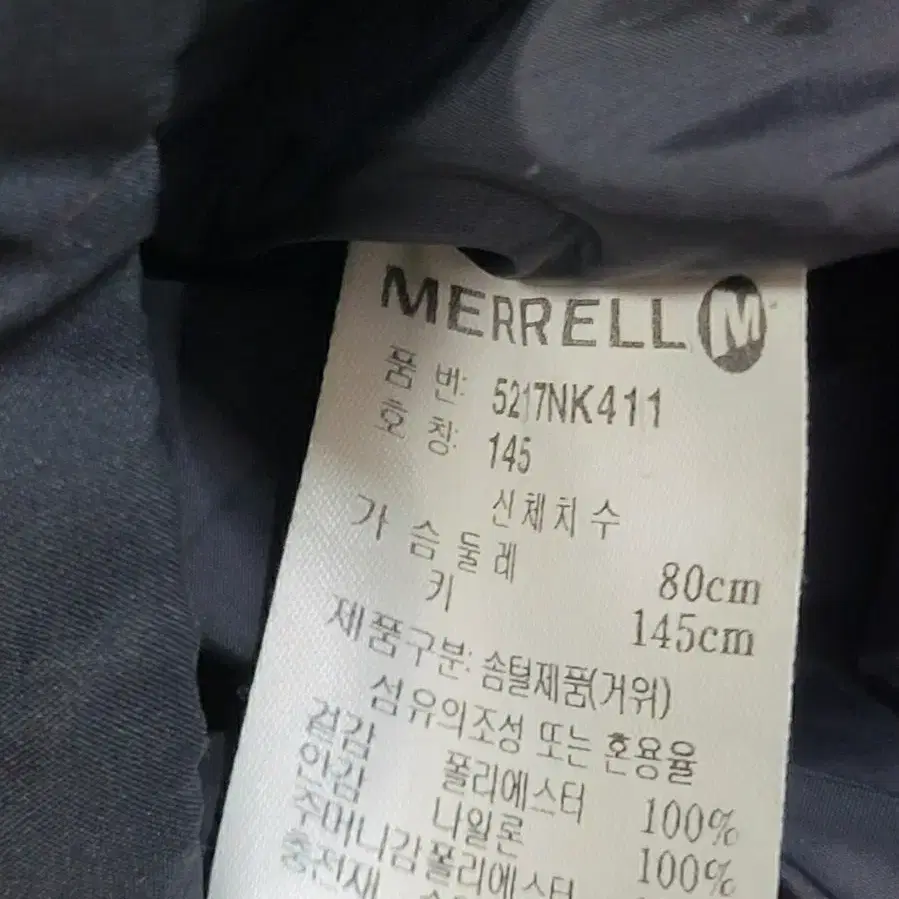 MERRELL M
품 번: 5217NK411
호 칭: 145
신체치수
가슴둘레 80cm
키 145cm
제품구분: 솜털제품(거위)
섬유의조성 또는 혼용율
겉감 폴리에스터 100%
안감 나일론 100%
주머니감 폴리에스터
충전재